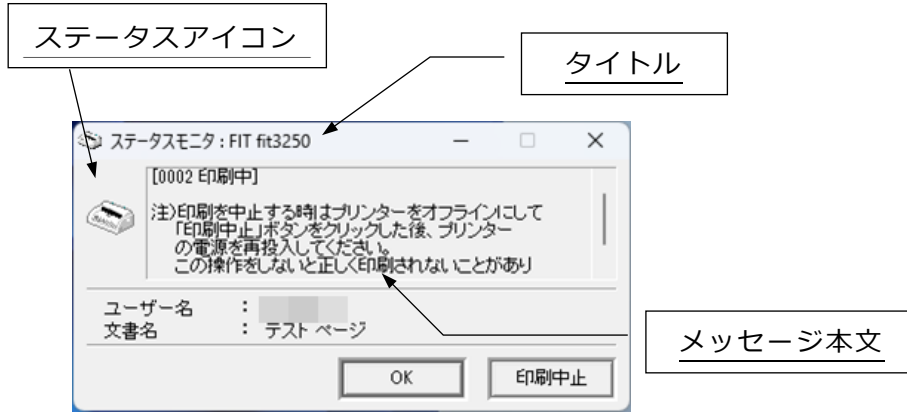 ステータスアイコン
タイトル
ステータスモニタ : FIT fit3250
[0002 印刷中]
注)印刷を中止する時はプリンターをオフラインにして
「印刷中止」ボタンをクリックした後、プリンター
の電源を再投入してください。
この操作をしないと正しく印刷されないことがあり
ユーザー名 :
文書名 : テスト ページ
メッセージ本文
OK
印刷中止